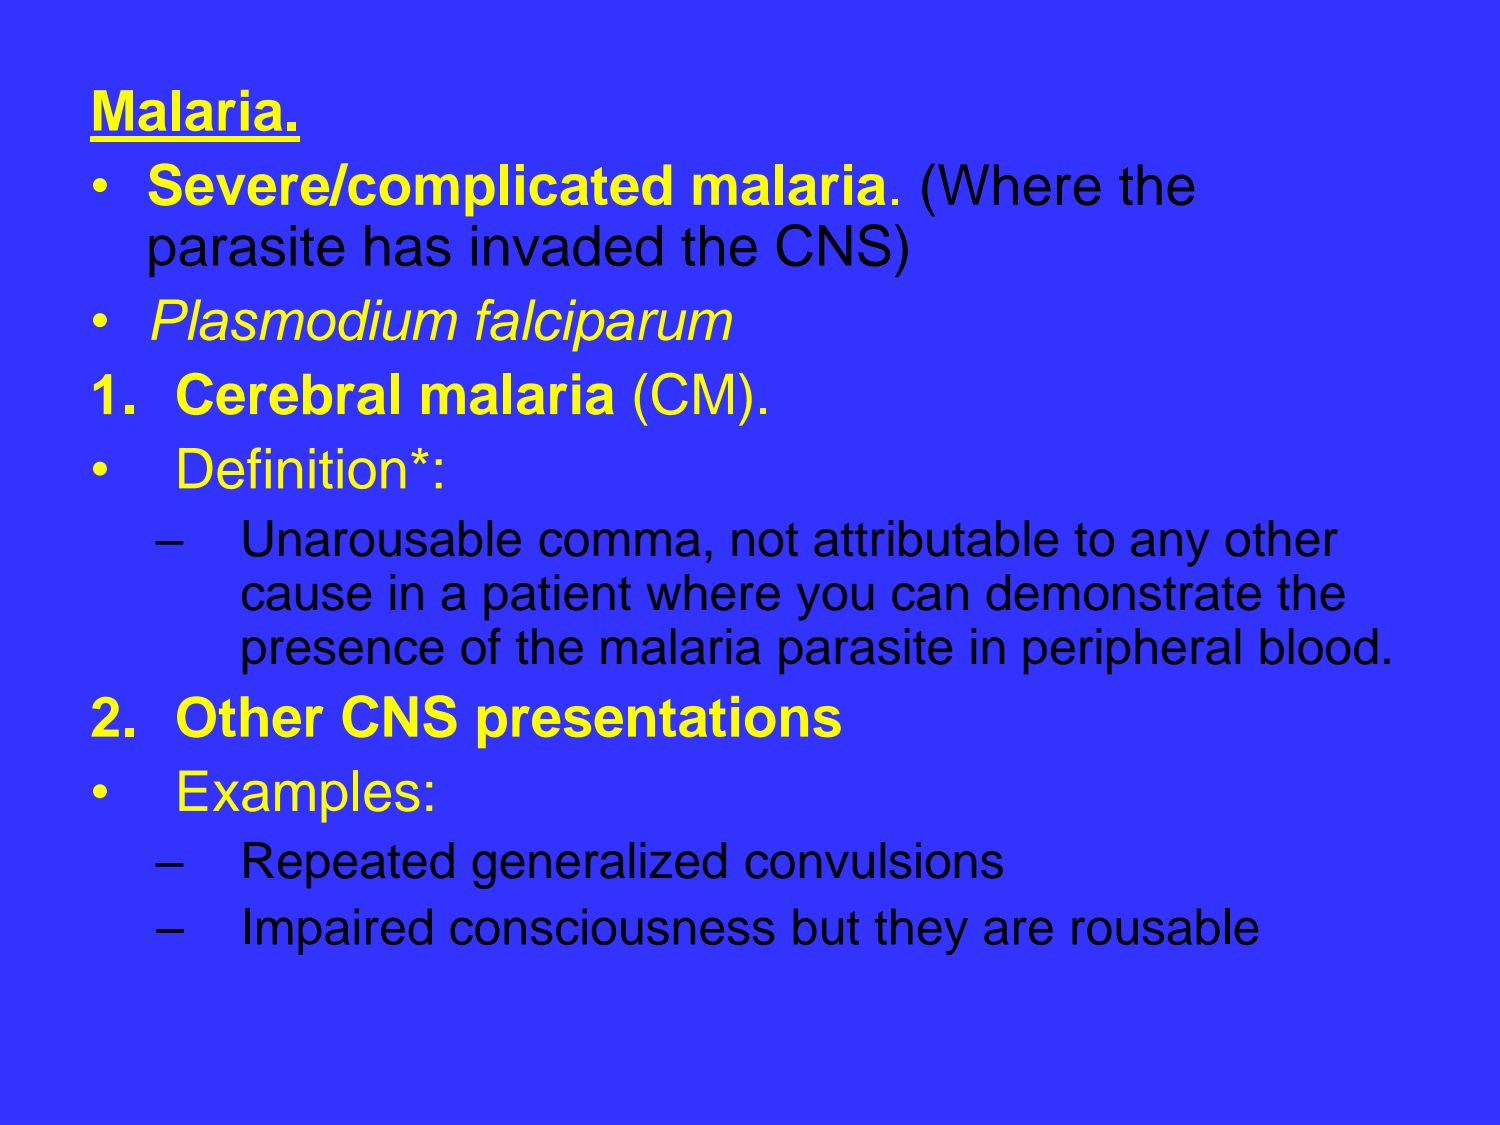 Malaria.
• Severe/complicated malaria. (Where the
parasite has invaded the CNS)
• Plasmodium falciparum
1. Cerebral malaria (CM).
• Definition*:
– Unarousable comma, not attributable to any other
cause in a patient where you can demonstrate the
presence of the malaria parasite in peripheral blood.
2. Other CNS presentations
• Examples:
– Repeated generalized convulsions
– Impaired consciousness but they are rousable